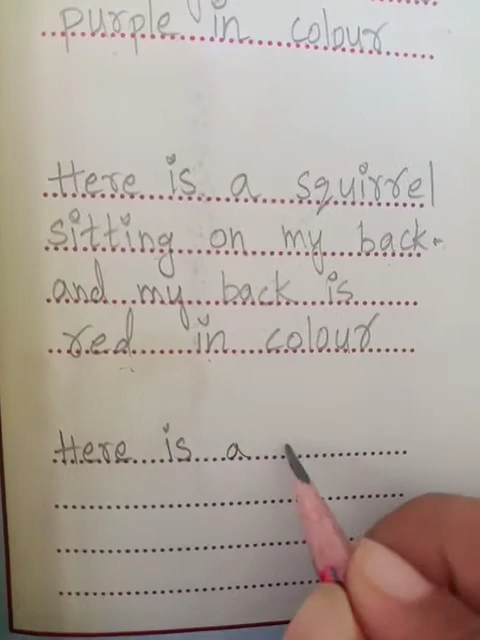 purple in colour
Here is a squirrel
sitting on my back.
and my back is
red in colour
Here is a